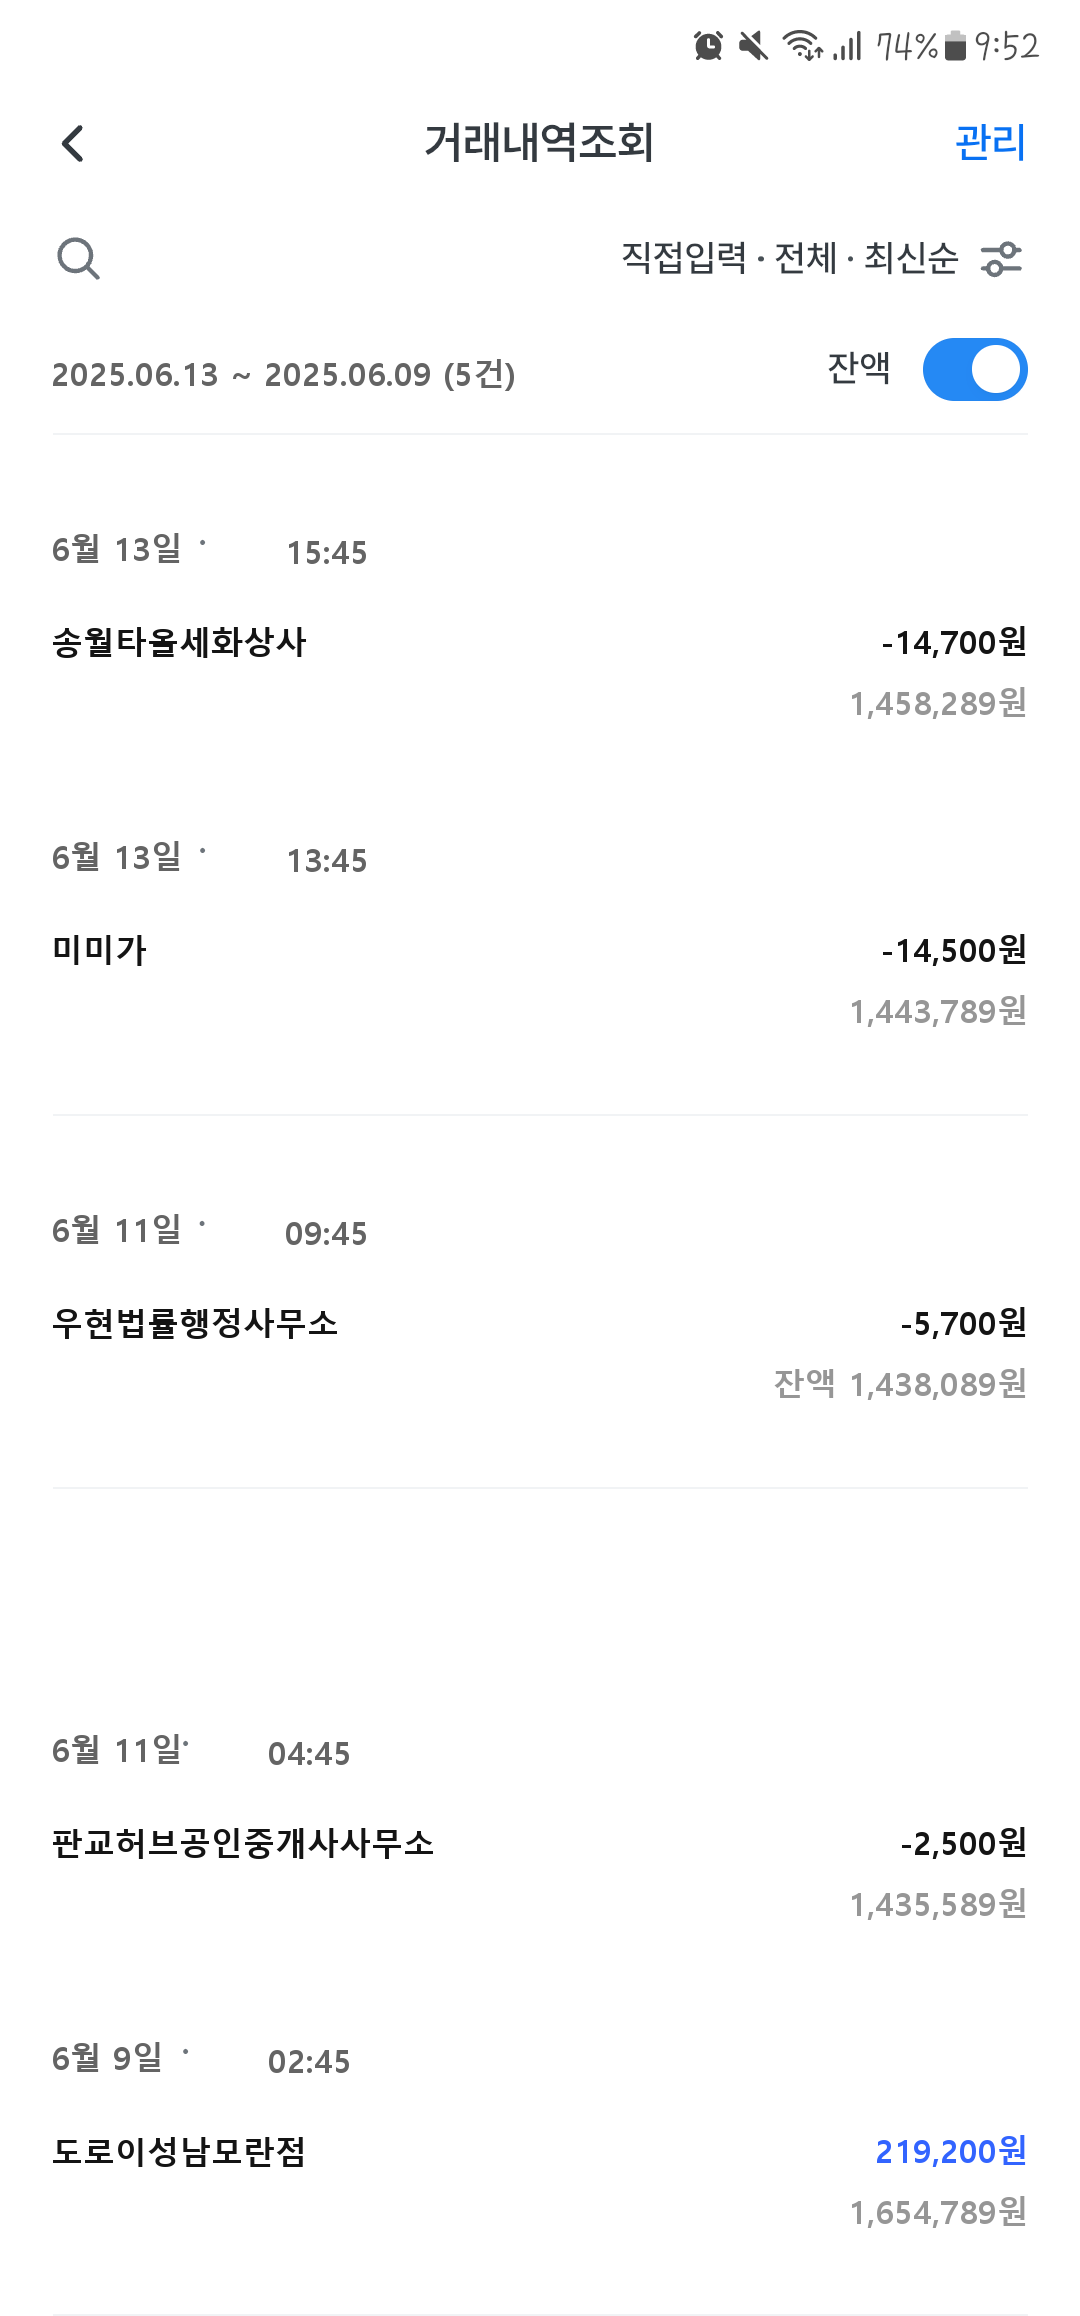 74% 9:52
거래내역조회 관리
직접입력 · 전체 · 최신순
2025.06.13 ~ 2025.06.09 (5건) 잔액
6월 13일 · 15:45
송월타올세화상사 -14,700원
1,458,289원
6월 13일 · 13:45
미미가 -14,500원
1,443,789원
6월 11일 · 09:45
우현법률행정사무소 -5,700원
잔액 1,438,089원
6월 11일· 04:45
판교허브공인중개사사무소 -2,500원
1,435,589원
6월 9일 · 02:45
도로이성남모란점 219,200원
1,654,789원